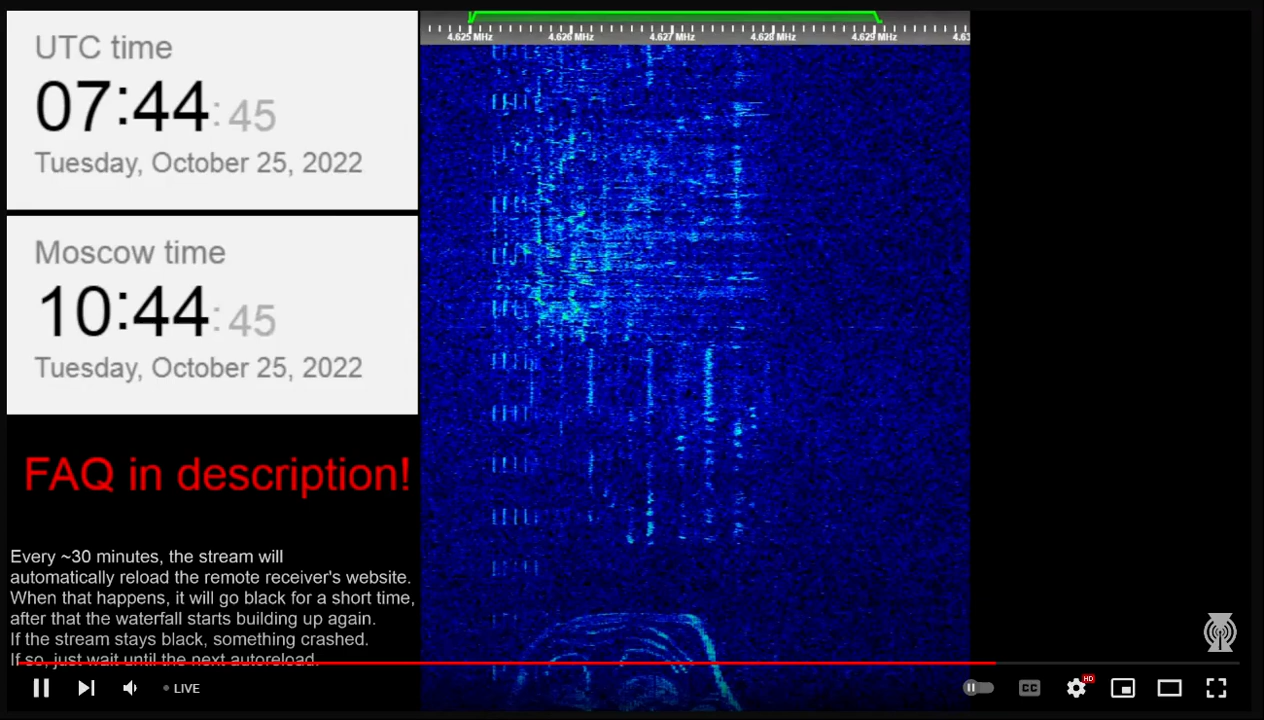 UTC time
07:44:45
Tuesday, October 25, 2022
Moscow time
10:44:45
Tuesday, October 25, 2022
FAQ in description!
Every ~30 minutes, the stream will
automatically reload the remote receiver's website.
When that happens, it will go black for a short time,
after that the waterfall starts building up again.
If the stream stays black, something crashed.
If so, just wait until the next autoreload.
4.625 MHz 4.626 MHz 4.627 MHz 4.628 MHz 4.629 MHz 4.63
LIVE
CC
HD